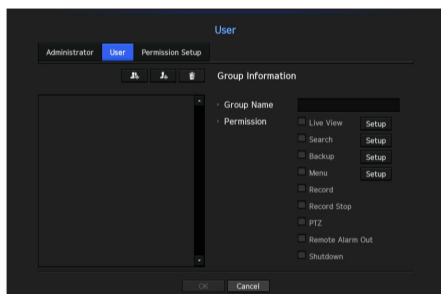 User
Administrator User Permission Setup
Group Information
Group Name
Permission
Live View Setup
Search Setup
Backup Setup
Menu Setup
Record
Record Stop
PTZ
Remote Alarm Out
Shutdown
OK Cancel